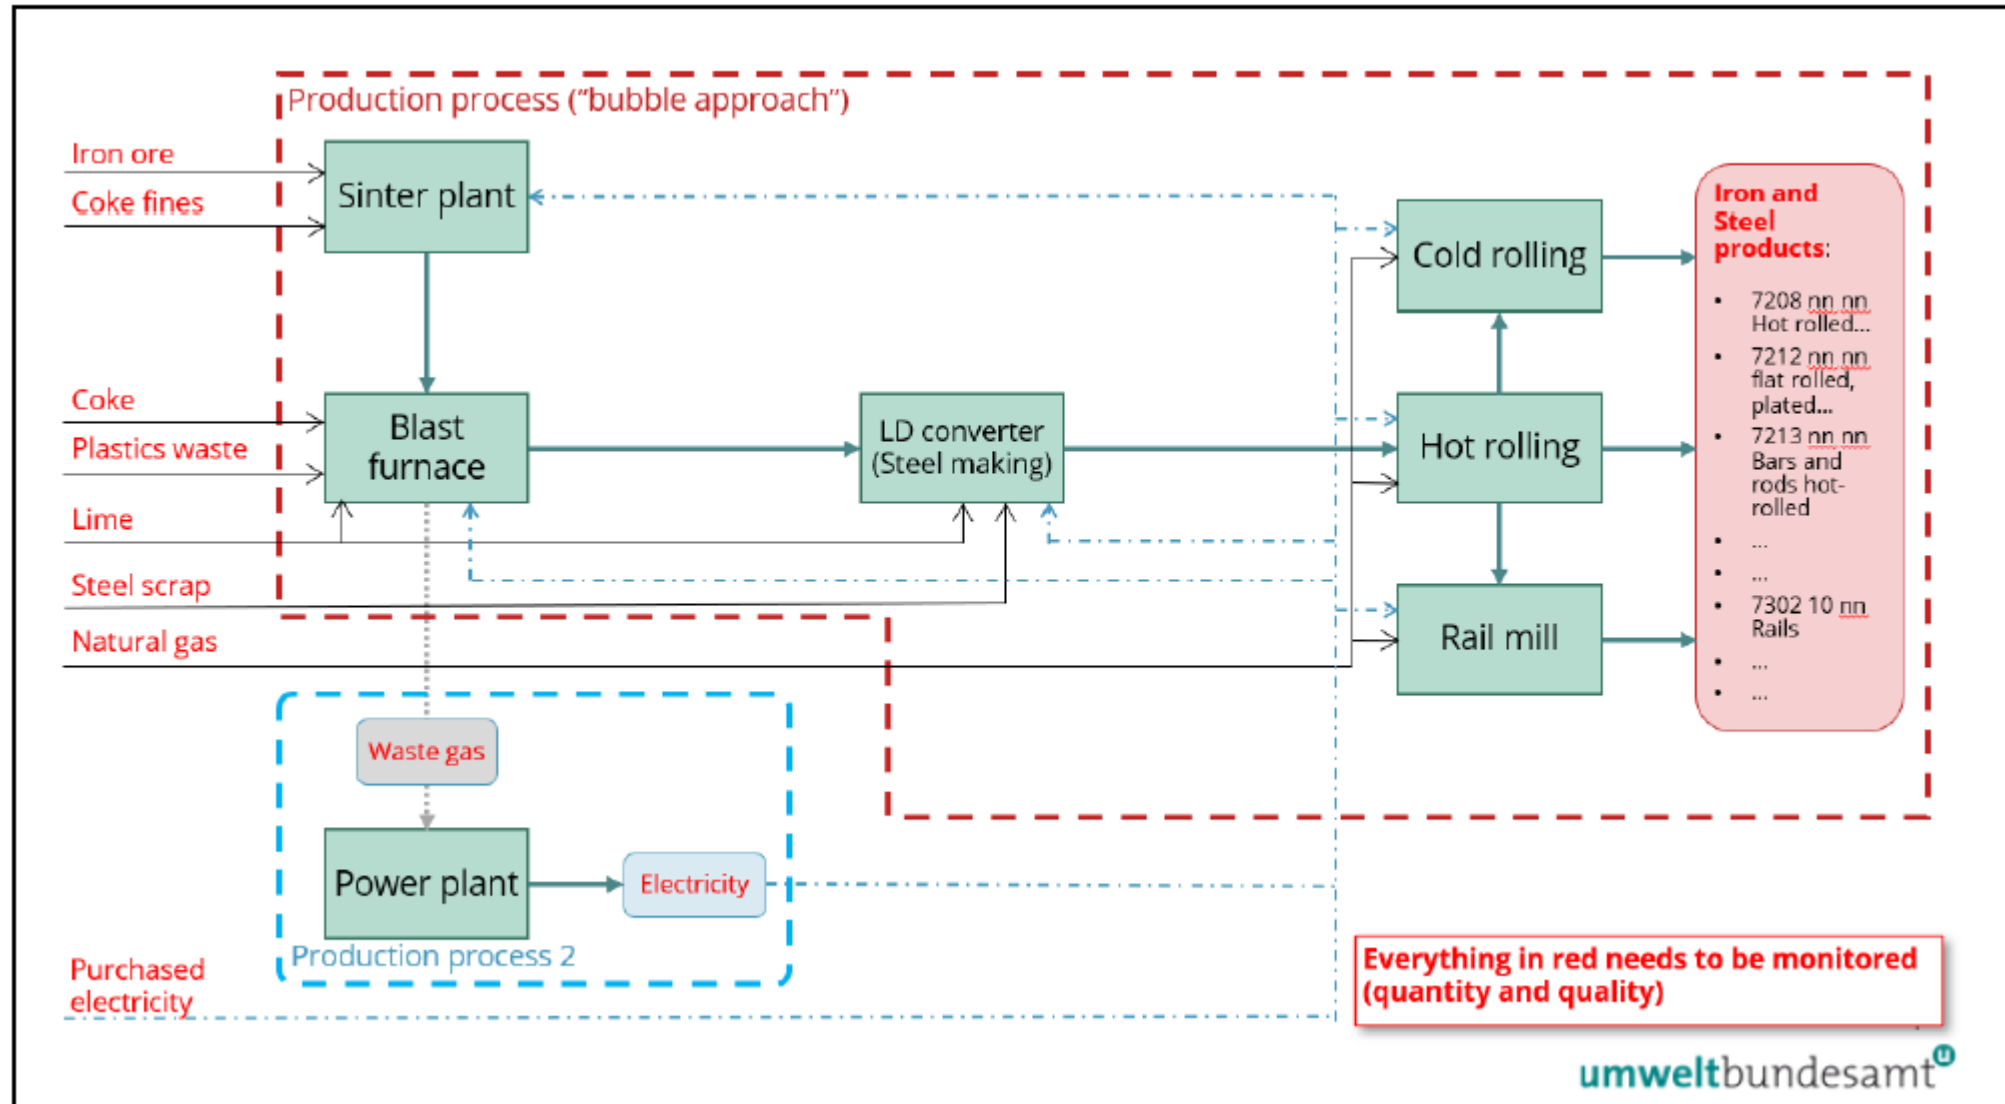 Production process (“bubble approach”)
Iron ore
Coke fines
Sinter plant
Coke
Plastics waste
Lime
Steel scrap
Natural gas
Blast
furnace
LD converter
(Steel making)
Cold rolling
Hot rolling
Rail mill
Iron and
Steel
products:
• 7208 nn nn
Hot rolled...
• 7212 nn nn
flat rolled,
plated...
• 7213 nn nn
Bars and
rods hot-
rolled
• ...
• ...
• 7302 10 nn
Rails
• ...
• ...
Waste gas
Power plant
Electricity
Production process 2
Purchased
electricity
Everything in red needs to be monitored
(quantity and quality)
umweltbundesamt u